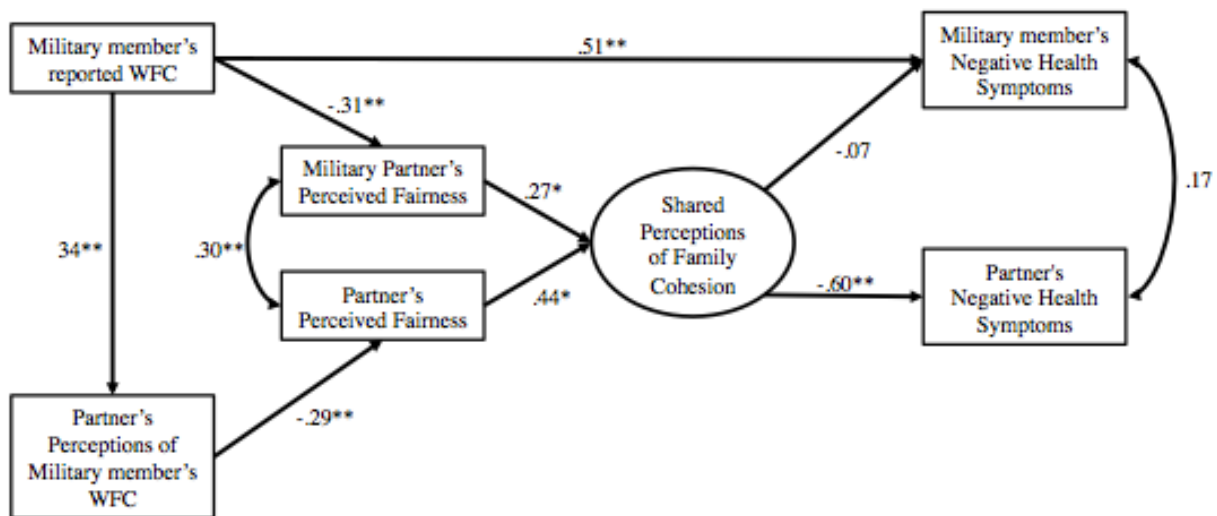 Military member's
reported WFC
.51**
Military member's
Negative Health
Symptoms
-.31**
Military Partner's
Perceived Fairness
.27*
-.07
Shared
Perceptions
of Family
Cohesion
.17
34**
.30**
Partner's
Perceived Fairness
.44*
-.60**
Partner's
Negative Health
Symptoms
Partner's
Perceptions of
Military member's
WFC
-.29**